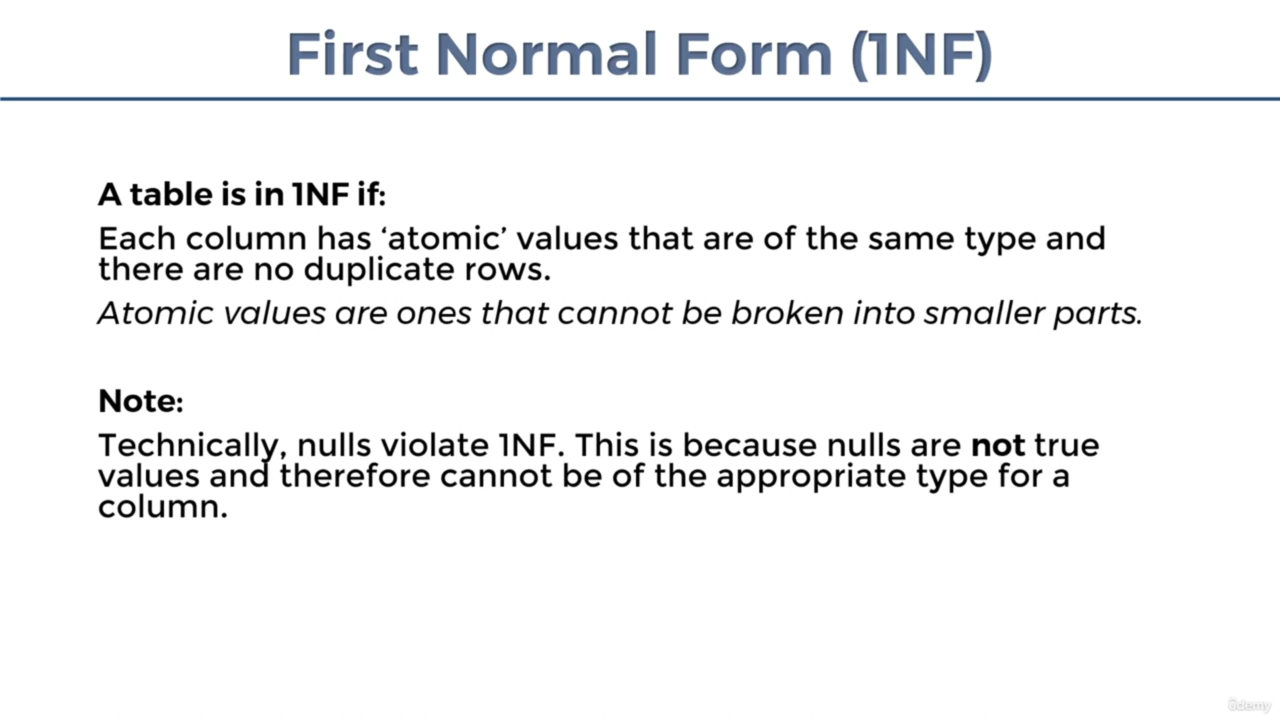 First Normal Form (1NF)
A table is in 1NF if:
Each column has ‘atomic’ values that are of the same type and
there are no duplicate rows.
Atomic values are ones that cannot be broken into smaller parts.
Note:
Technically, nulls violate 1NF. This is because nulls are not true
values and therefore cannot be of the appropriate type for a
column.
ûdemy